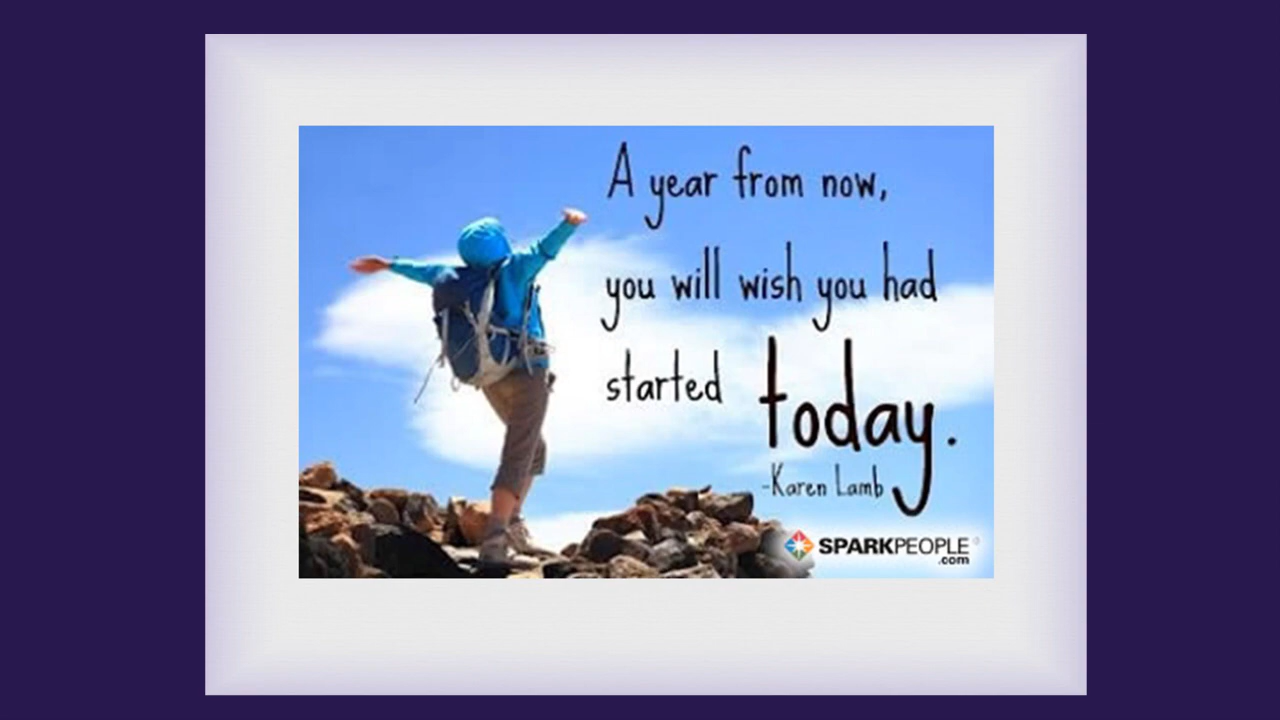 A year from now,
you will wish you had
started today.
-Karen Lamb
SPARKPEOPLE
.com